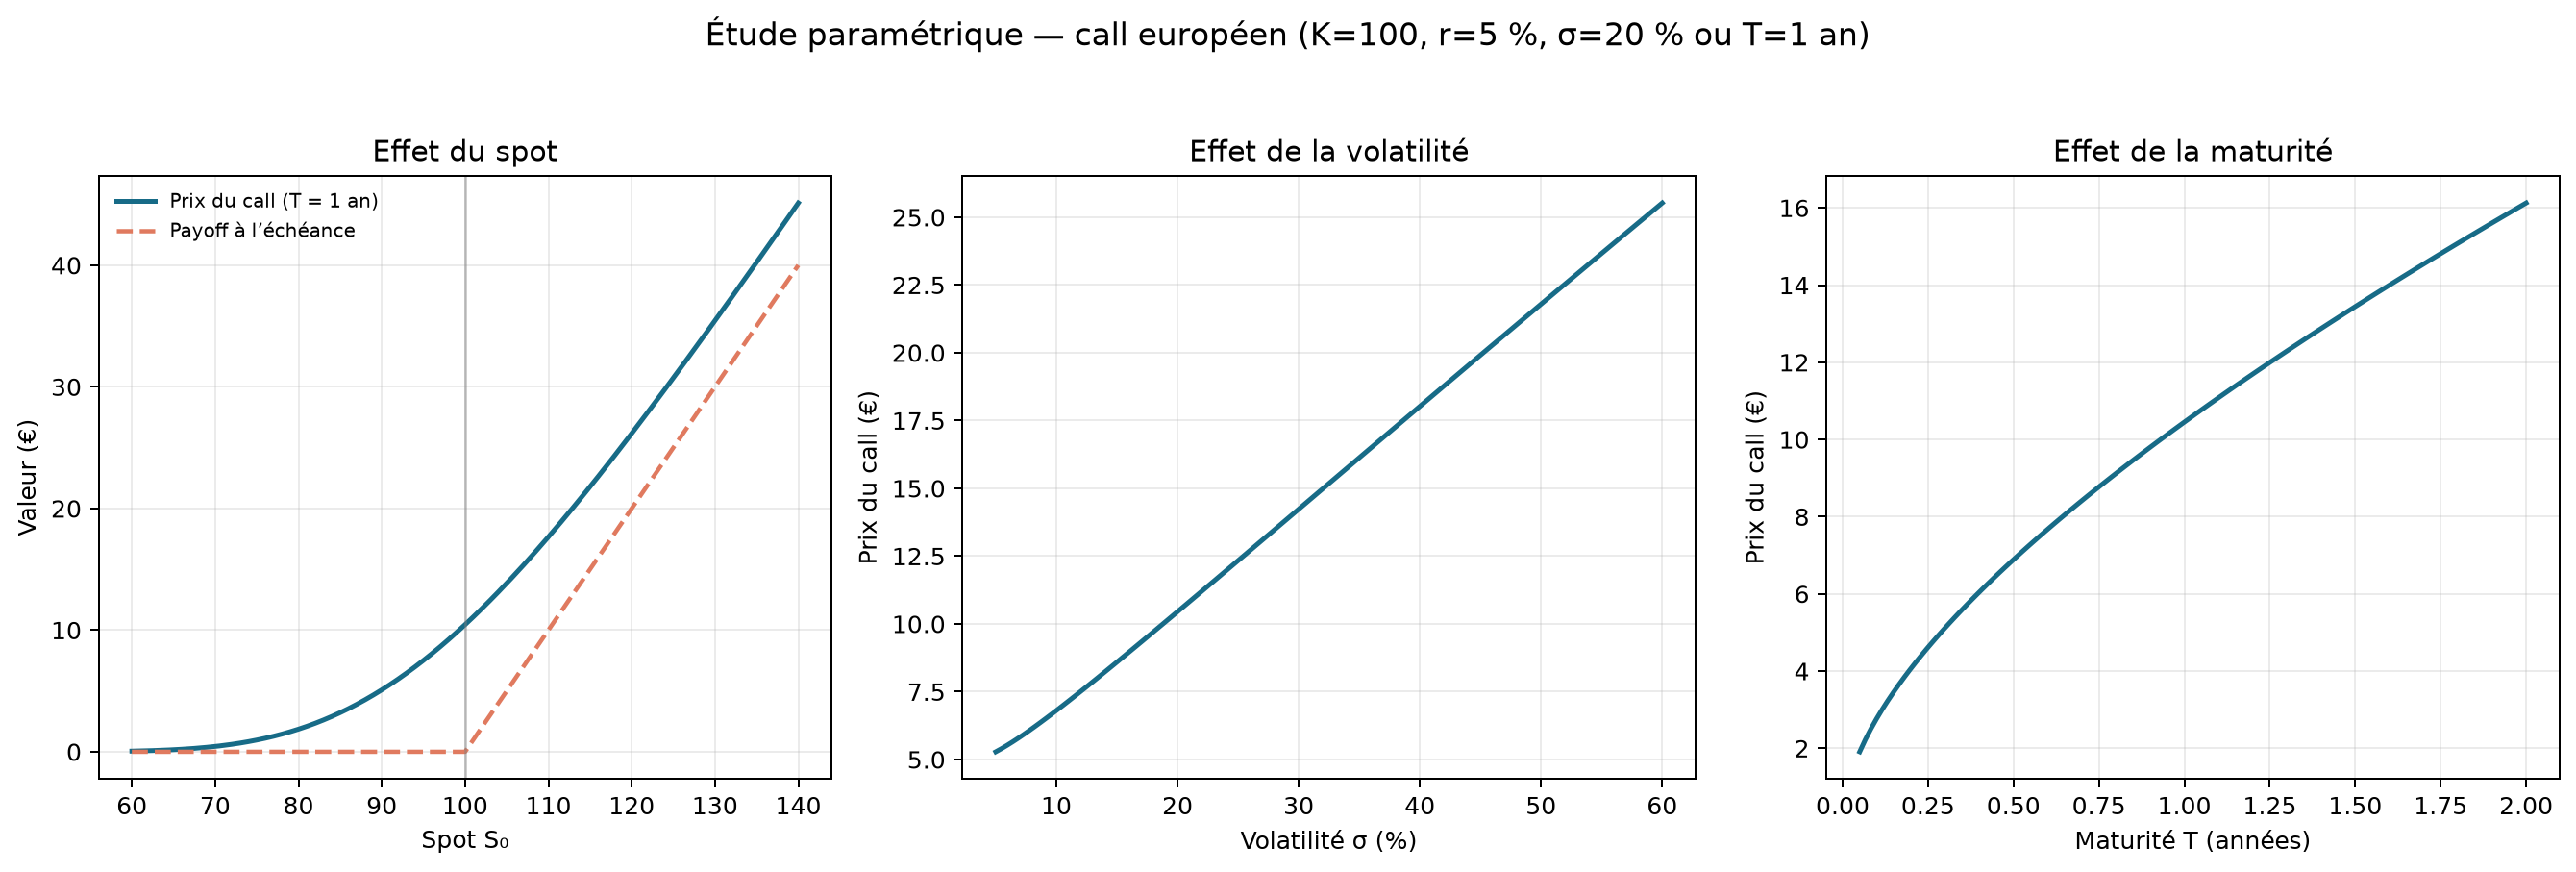 Étude paramétrique — call européen (K=100, r=5 %, σ=20 % ou T=1 an)
Effet du spot
Prix du call (T = 1 an)
Payoff à l’échéance
Valeur (€)
40
30
20
10
0
60 70 80 90 100 110 120 130 140
Spot S₀
Effet de la volatilité
Prix du call (€)
25.0
22.5
20.0
17.5
15.0
12.5
10.0
7.5
5.0
10 20 30 40 50 60
Volatilité σ (%)
Effet de la maturité
Prix du call (€)
16
14
12
10
8
6
4
2
0.00 0.25 0.50 0.75 1.00 1.25 1.50 1.75 2.00
Maturité T (années)